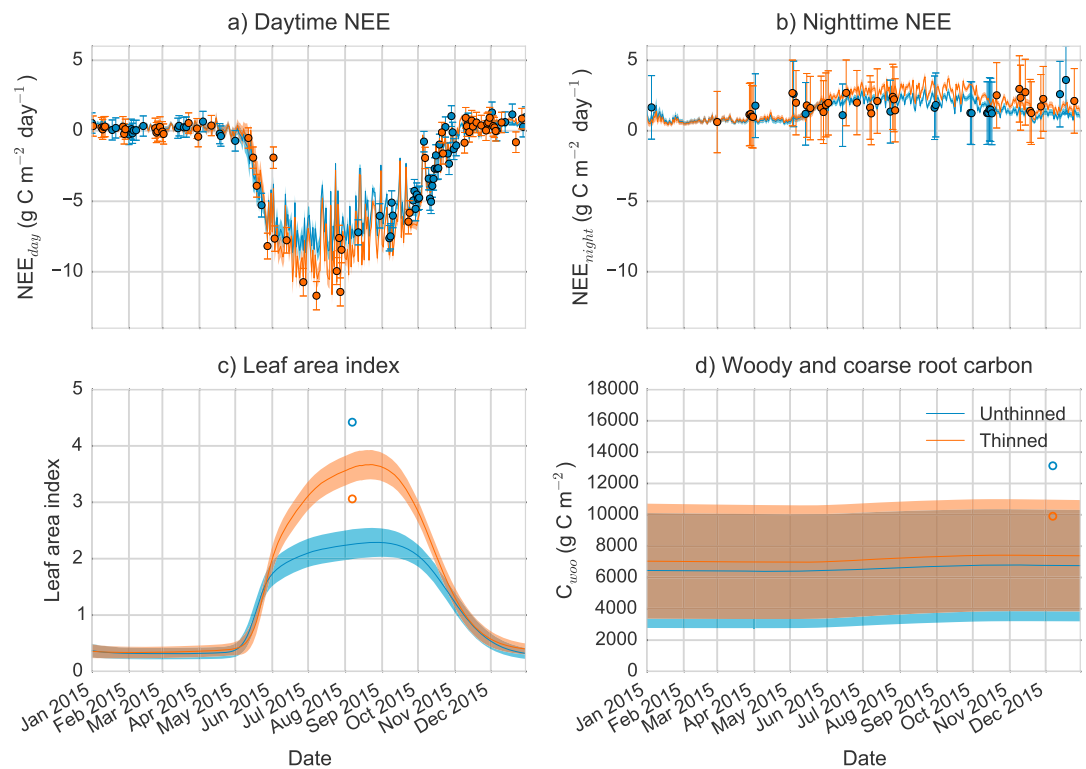 a) Daytime NEE
b) Nighttime NEE
NEE_day (g C m⁻² day⁻¹)
5
0
−5
−10
NEE_night (g C m⁻² day⁻¹)
5
0
−5
−10
c) Leaf area index
d) Woody and coarse root carbon
Leaf area index
5
4
3
2
1
0
C_woo (g C m⁻²)
18000
16000
14000
12000
10000
8000
6000
4000
2000
0
Unthinned
Thinned
Jan 2015
Feb 2015
Mar 2015
Apr 2015
May 2015
Jun 2015
Jul 2015
Aug 2015
Sep 2015
Oct 2015
Nov 2015
Dec 2015
Jan 2015
Feb 2015
Mar 2015
Apr 2015
May 2015
Jun 2015
Jul 2015
Aug 2015
Sep 2015
Oct 2015
Nov 2015
Dec 2015
Date
Date